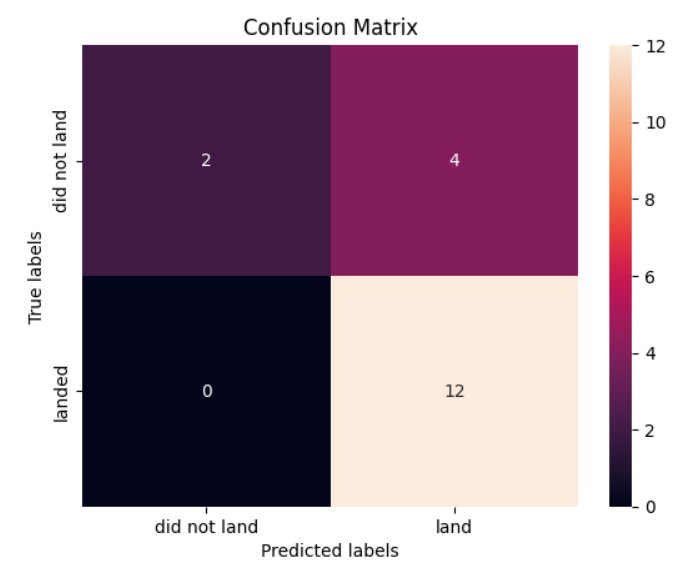 Confusion Matrix
did not land
landed
True labels
2
4
0
12
did not land
land
Predicted labels
12
10
8
6
4
2
0